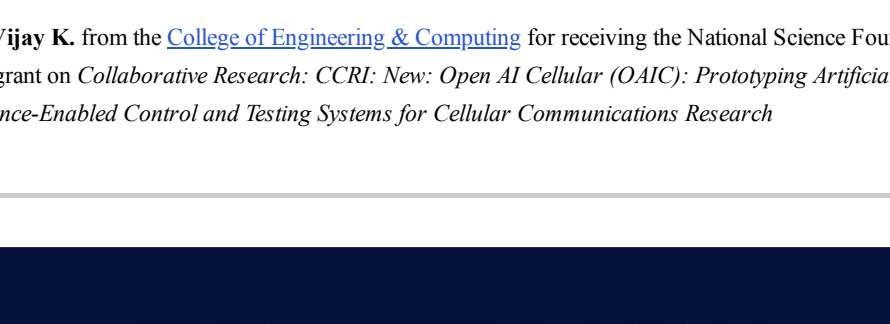 Vijay K. from the College of Engineering & Computing for receiving the National Science Fou
grant on Collaborative Research: CCRI: New: Open AI Cellular (OAIC): Prototyping Artificia
nce-Enabled Control and Testing Systems for Cellular Communications Research